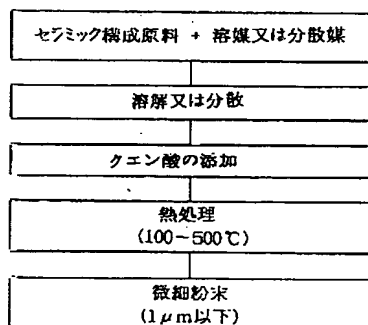 セラミック構成原料 + 溶媒又は分散媒
溶解又は分散
クエン酸の添加
熱処理
(100~500℃)
微細粉末
(1μm以下)